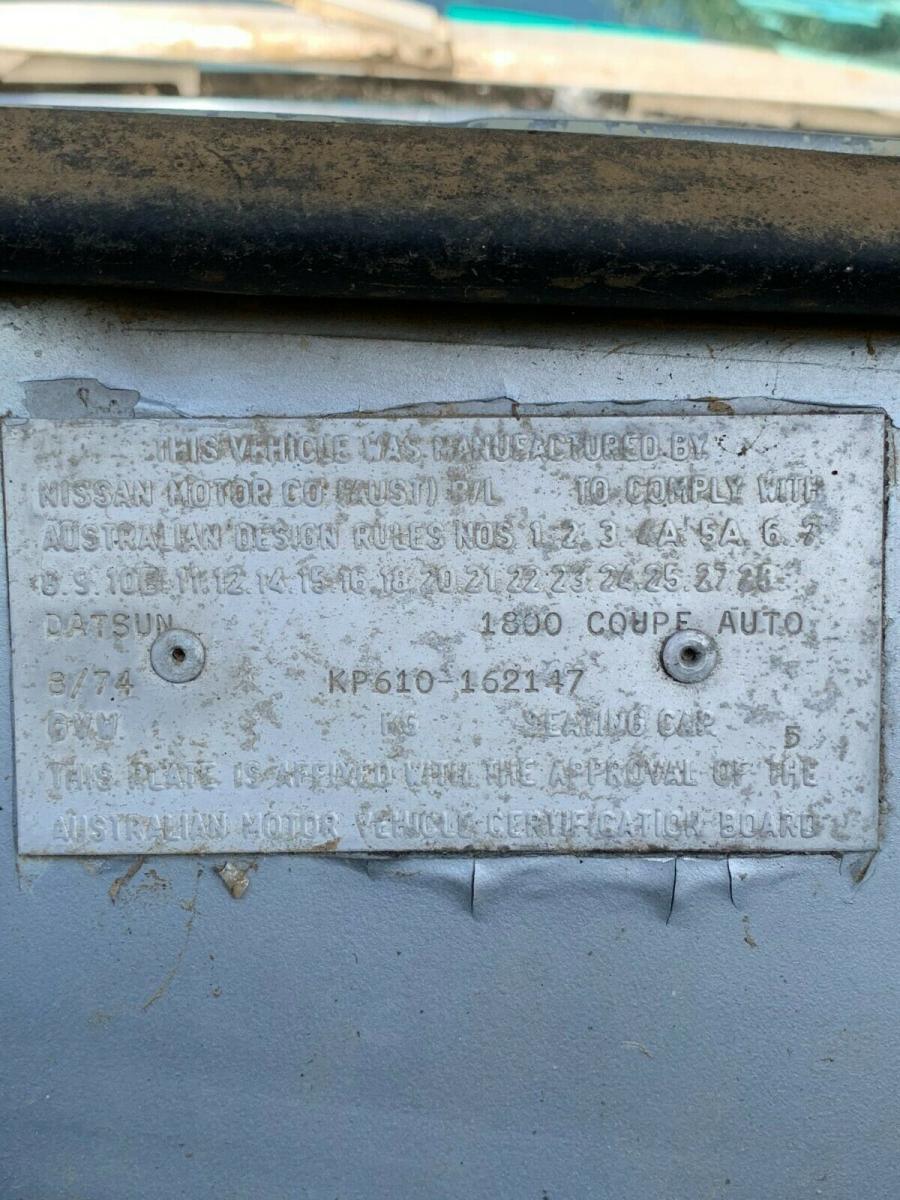 THIS VEHICLE WAS MANUFACTURED BY
NISSAN MOTOR CO (AUST) P/L TO COMPLY WITH
AUSTRALIAN DESIGN RULES NOS 1. 2. 3. 4A. 5A. 6. 7
8. 9. 10B. 11. 12. 14. 15. 16. 18. 20. 21. 22. 23. 24. 25. 27. 28
DATSUN 1800 COUPE AUTO
8/74 KP610-162147
GVW KG SEATING CAP. 5
THIS PLATE IS AFFIXED WITH THE APPROVAL OF THE
AUSTRALIAN MOTOR VEHICLE CERTIFICATION BOARD